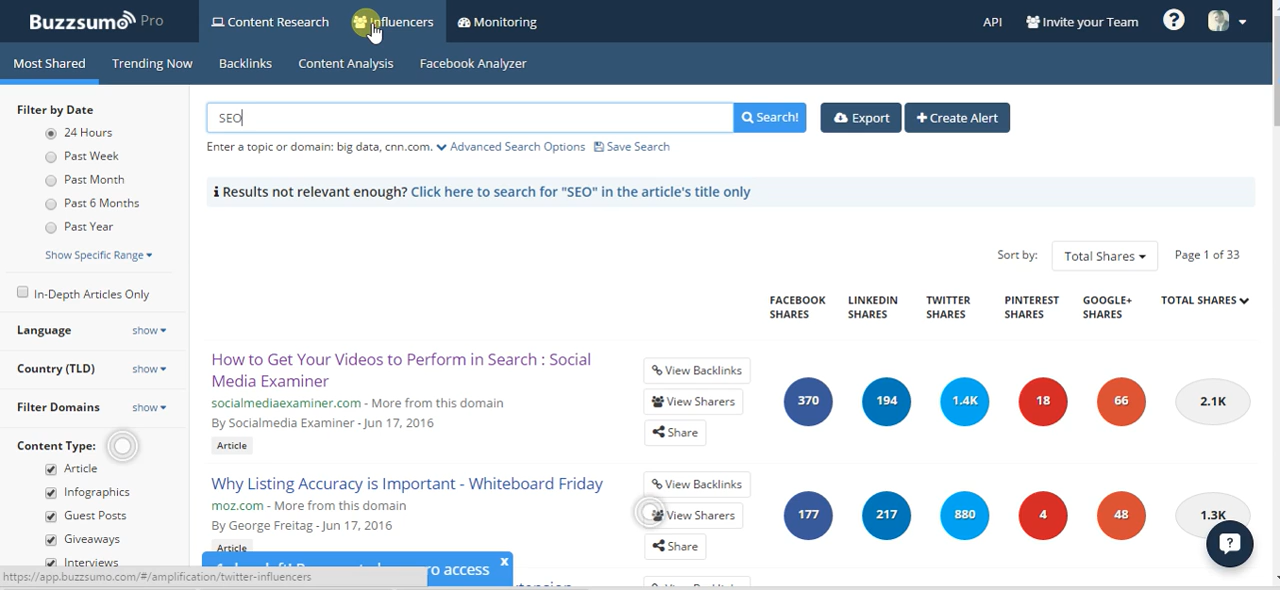 Buzzsumo Pro
Content Research
Influencers
Monitoring
API
Invite your Team
?
Most Shared
Trending Now
Backlinks
Content Analysis
Facebook Analyzer
Filter by Date
24 Hours
Past Week
Past Month
Past 6 Months
Past Year
Show Specific Range
In-Depth Articles Only
Language show
Country (TLD) show
Filter Domains show
Content Type:
Article
Infographics
Guest Posts
Giveaways
Interviews
SEO
Search!
Export
+ Create Alert
Enter a topic or domain: big data, cnn.com. Advanced Search Options Save Search
i Results not relevant enough? Click here to search for "SEO" in the article's title only
Sort by: Total Shares Page 1 of 33
FACEBOOK SHARES
LINKEDIN SHARES
TWITTER SHARES
PINTEREST SHARES
GOOGLE+ SHARES
TOTAL SHARES
How to Get Your Videos to Perform in Search : Social
Media Examiner
socialmediaexaminer.com - More from this domain
By Socialmedia Examiner - Jun 17, 2016
Article
View Backlinks
View Sharers
Share
370 194 1.4K 18 66 2.1K
Why Listing Accuracy is Important - Whiteboard Friday
moz.com - More from this domain
By George Freitag - Jun 17, 2016
Article
View Backlinks
View Sharers
Share
177 217 880 4 48 1.3K
access
x
?
https://app.buzzsumo.com/#/amplification/twitter-influencers